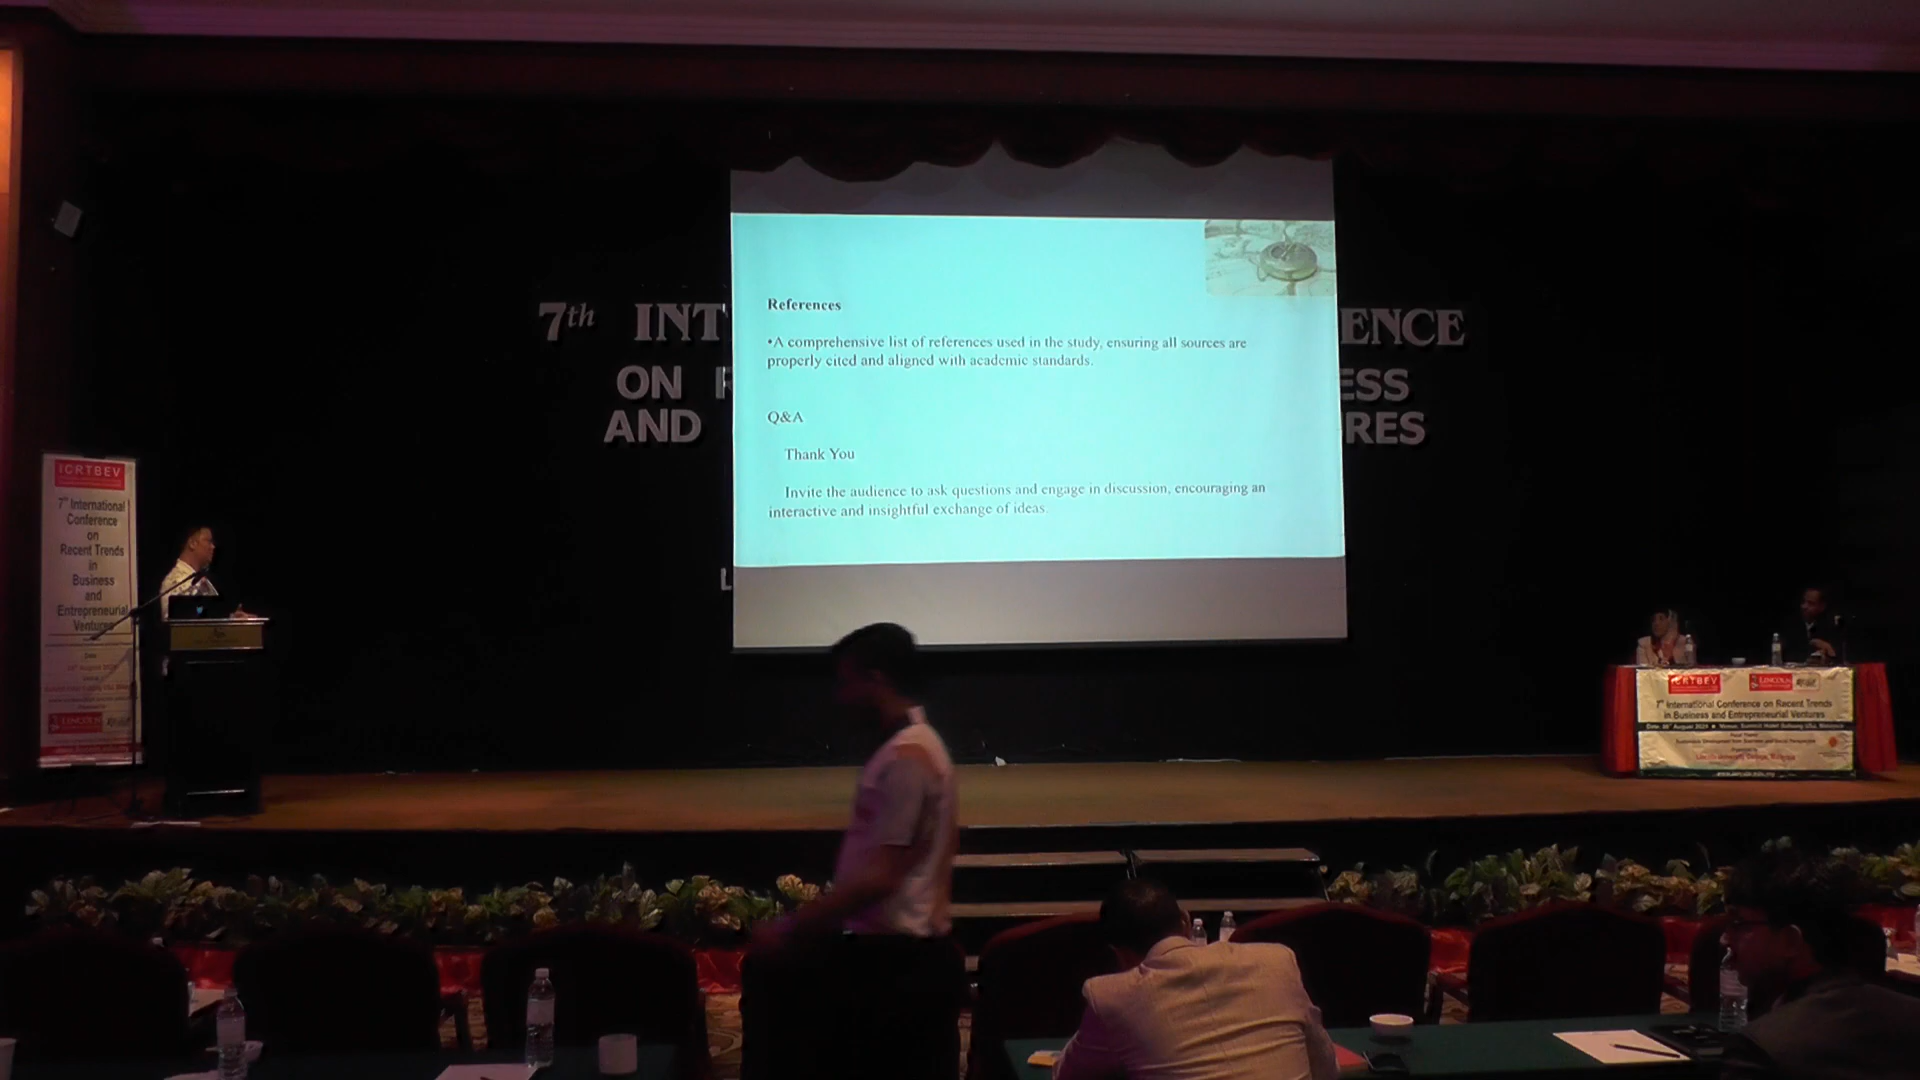 7th INT ENCE
ON R ESS
AND RES
L
References
•A comprehensive list of references used in the study, ensuring all sources are
properly cited and aligned with academic standards.
Q&A
Thank You
Invite the audience to ask questions and engage in discussion, encouraging an
interactive and insightful exchange of ideas.
ICRTBEV
7th International
Conference
on
Recent Trends
in
Business
and
Entrepreneurial
Ventures
LINCOLN
ICRTBEV
LINCOLN
7th International Conference on Recent Trends
in Business and Entrepreneurial Ventures